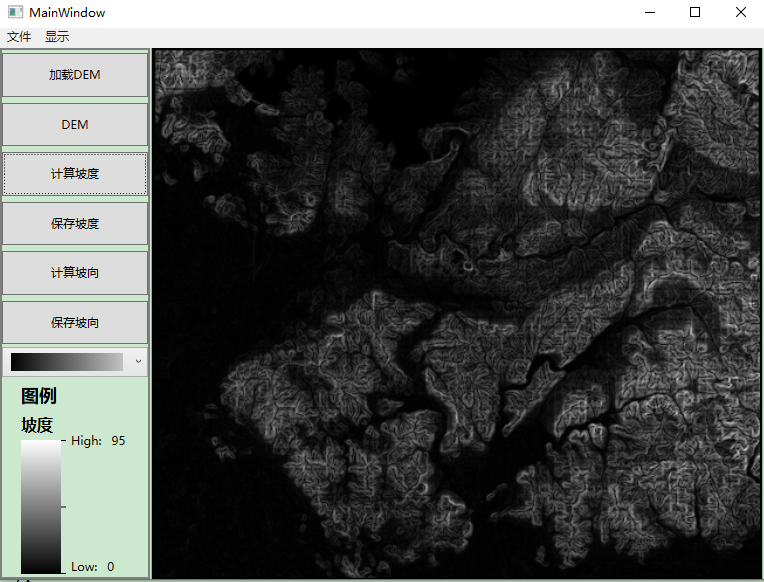 MainWindow
文件 显示
加载DEM
DEM
计算坡度
保存坡度
计算坡向
保存坡向
图例
坡度
High: 95
Low: 0